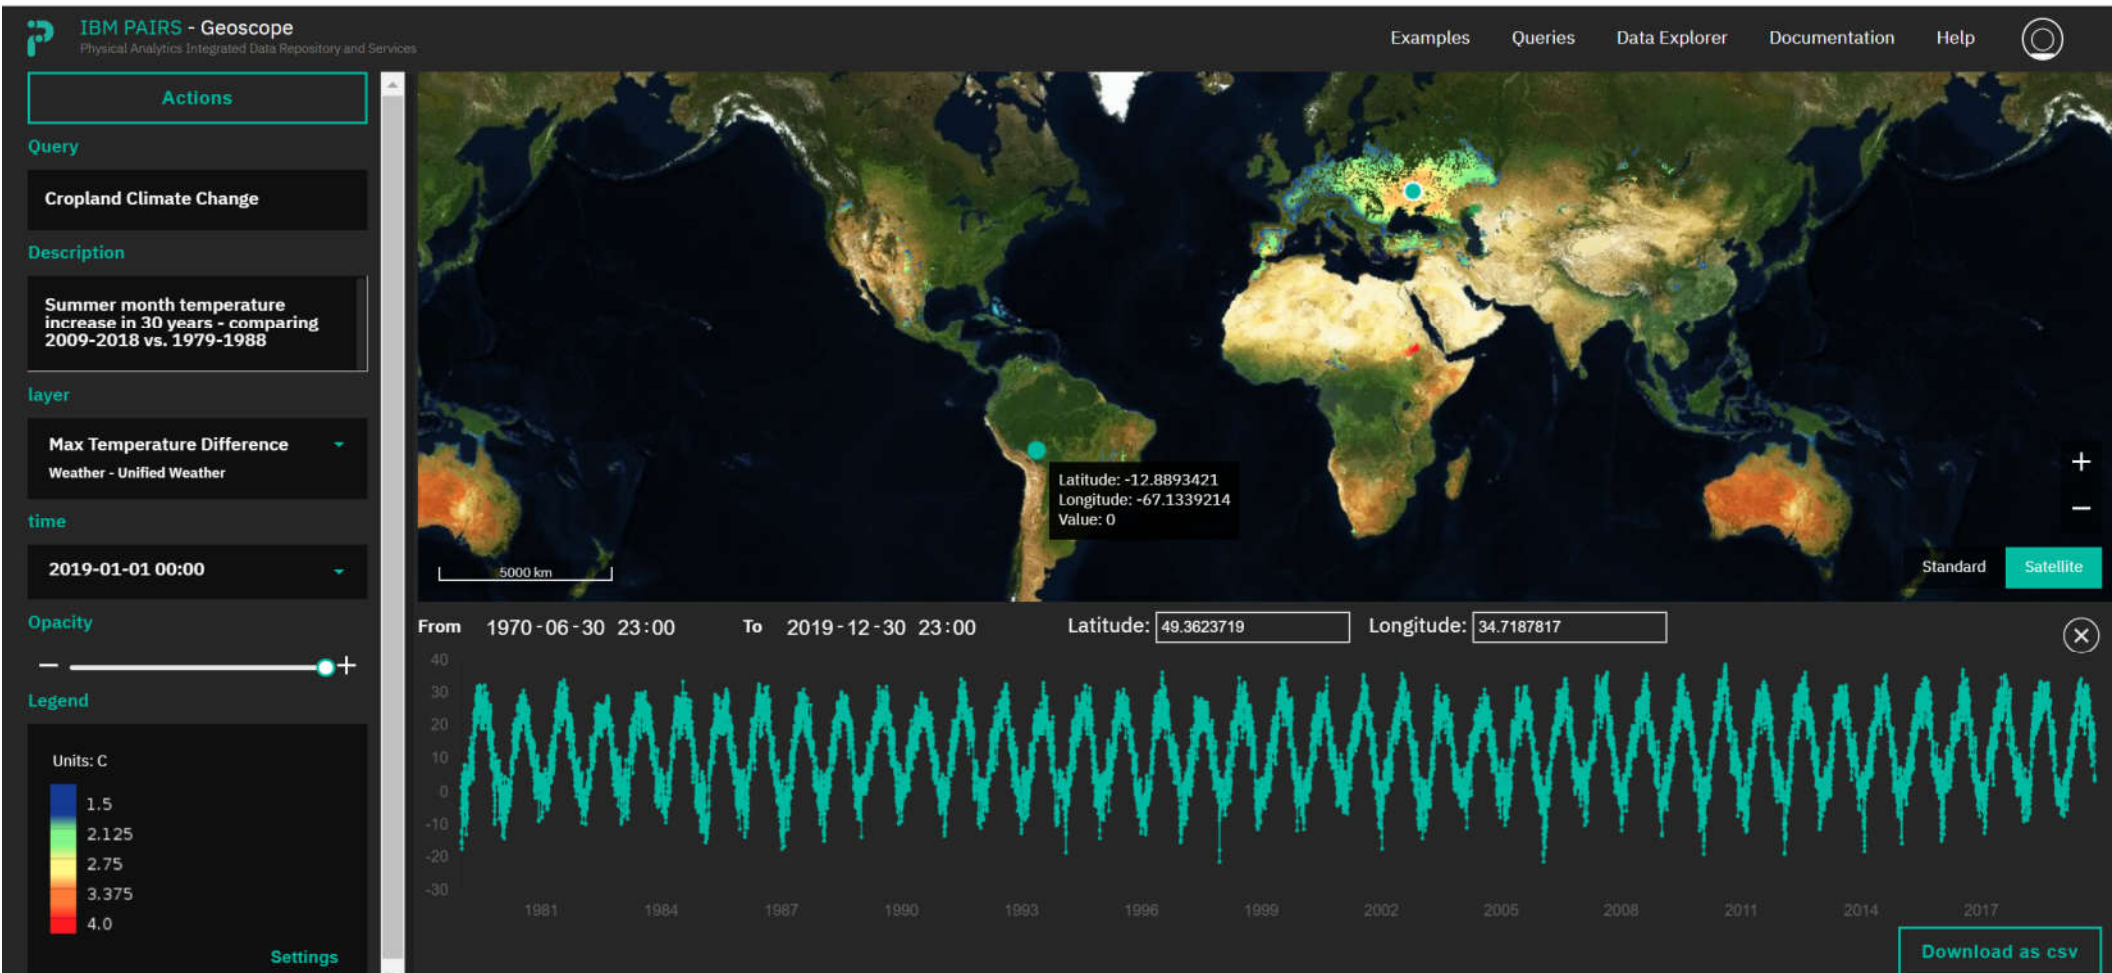 IBM PAIRS - Geoscope
Physical Analytics Integrated Data Repository and Services
Examples
Queries
Data Explorer
Documentation
Help
Actions
Query
Cropland Climate Change
Description
Summer month temperature
increase in 30 years - comparing
2009-2018 vs. 1979-1988
layer
Max Temperature Difference
Weather - Unified Weather
time
2019-01-01 00:00
Opacity
Legend
Units: C
1.5
2.125
2.75
3.375
4.0
Settings
Latitude: -12.8893421
Longitude: -67.1339214
Value: 0
5000 km
+
−
Standard
Satellite
From 1970-06-30 23:00 To 2019-12-30 23:00 Latitude: 49.3623719 Longitude: 34.7187817
40
30
20
10
0
-10
-20
-30
1981 1984 1987 1990 1993 1996 1999 2002 2005 2008 2011 2014 2017
Download as csv